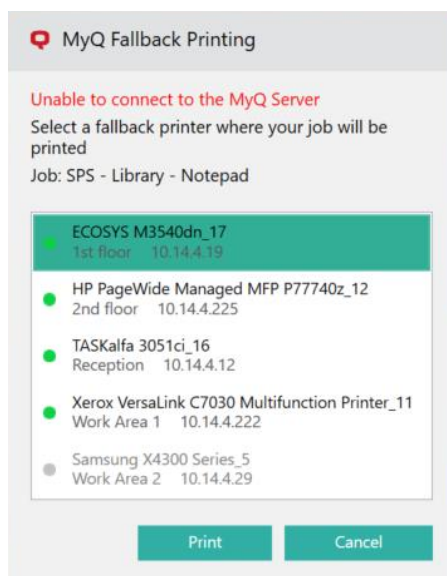 MyQ Fallback Printing
Unable to connect to the MyQ Server
Select a fallback printer where your job will be
printed
Job: SPS - Library - Notepad
ECOSYS M3540dn_17
1st floor 10.14.4.19
HP PageWide Managed MFP P77740z_12
2nd floor 10.14.4.225
TASKalfa 3051ci_16
Reception 10.14.4.12
Xerox VersaLink C7030 Multifunction Printer_11
Work Area 1 10.14.4.222
Samsung X4300 Series_5
Work Area 2 10.14.4.29
Print Cancel